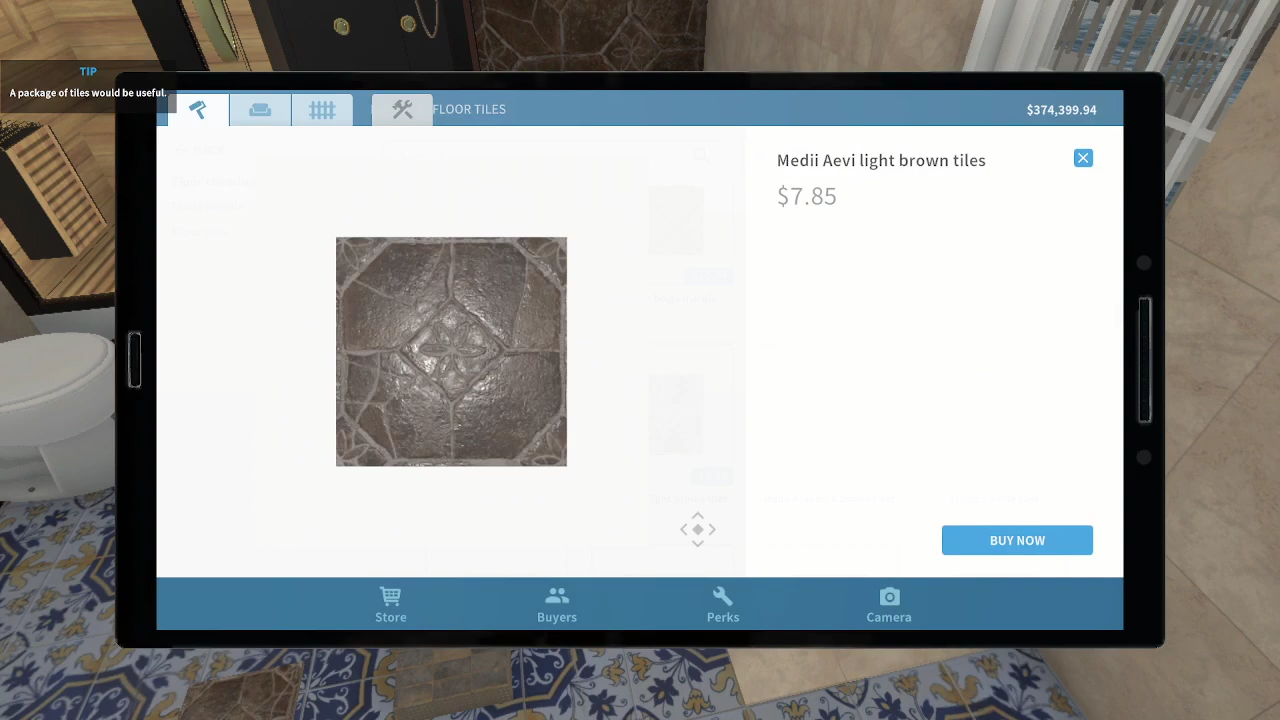 TIP
A package of tiles would be useful.
FLOOR TILES
$374,399.94
Medii Aevi light brown tiles
$7.85
BUY NOW
Store
Buyers
Perks
Camera